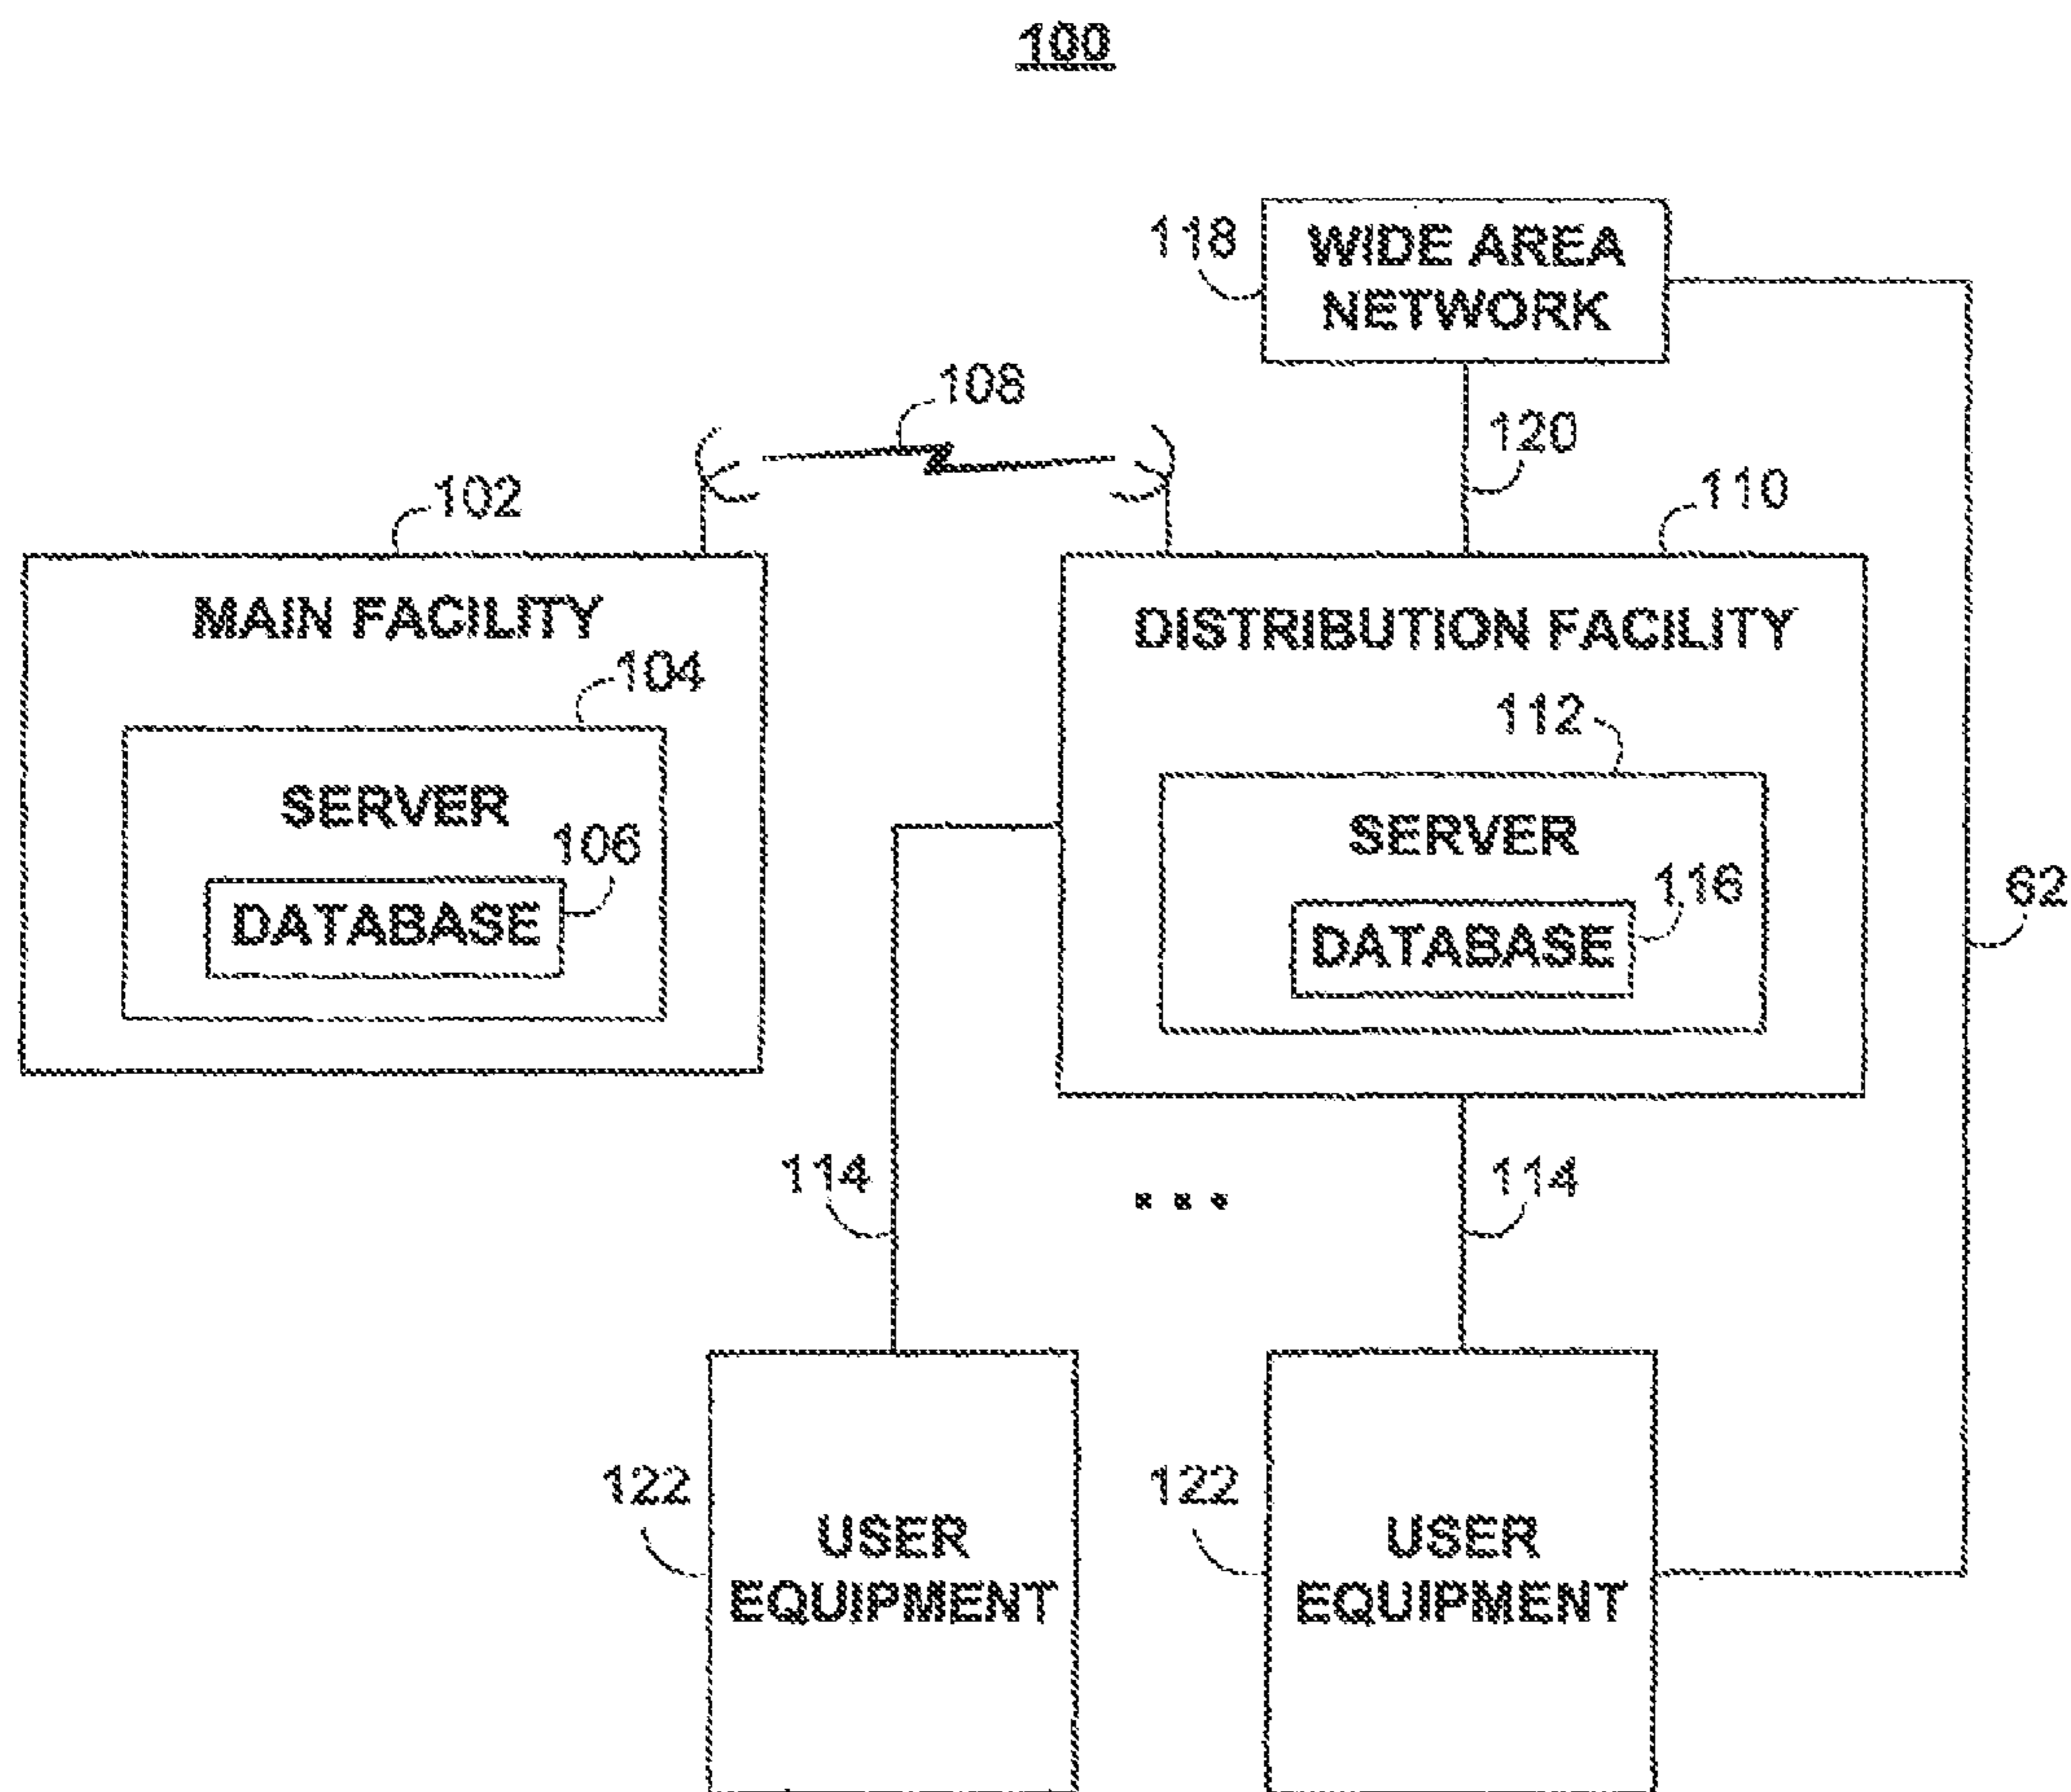 100
118
WIDE AREA
NETWORK
108
120
102
110
MAIN FACILITY
DISTRIBUTION FACILITY
104
112
SERVER
SERVER
106
116
62
DATABASE
DATABASE
114
114
122
122
USER
EQUIPMENT
USER
EQUIPMENT